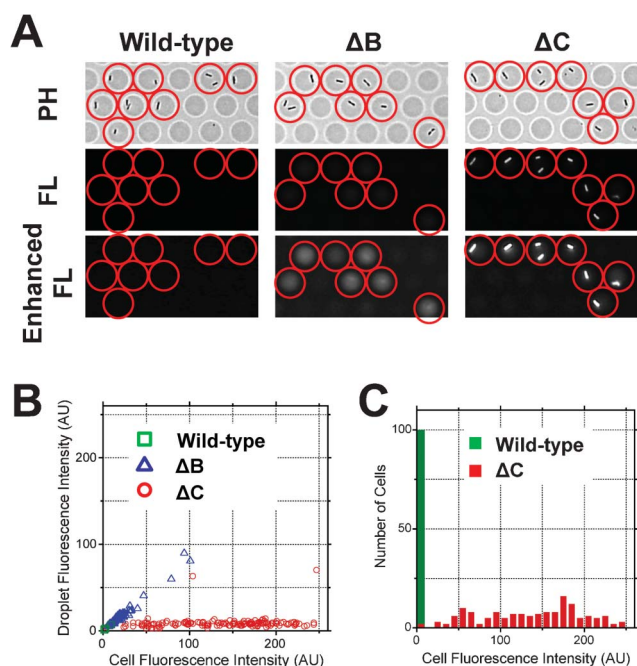 A
Wild-type ΔB ΔC
PH
FL
Enhanced FL
B
Droplet Fluorescence Intensity (AU)
200
100
0
0 100 200
Cell Fluorescence Intensity (AU)
Wild-type
ΔB
ΔC
C
Number of Cells
100
50
0
0 100 200
Cell Fluorescence Intensity (AU)
Wild-type
ΔC